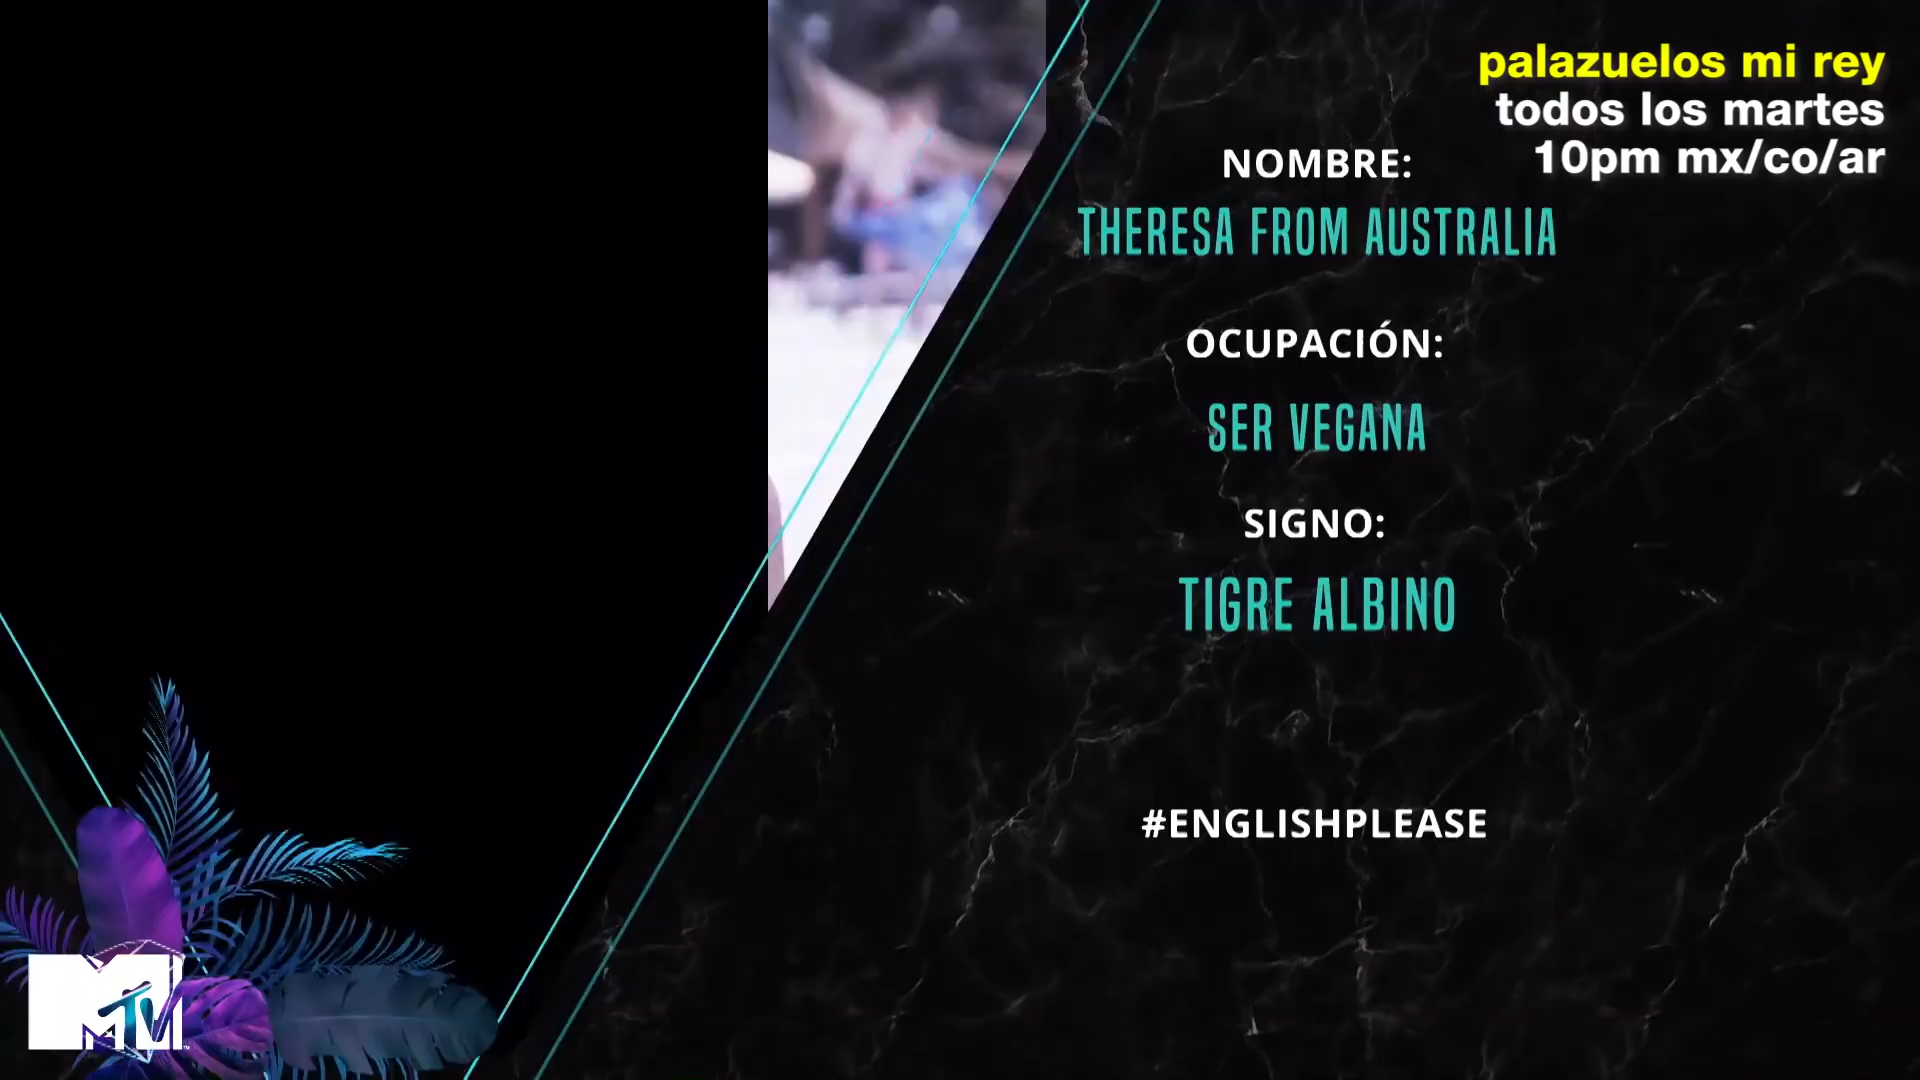 palazuelos mi rey
todos los martes
10pm mx/co/ar
NOMBRE:
THERESA FROM AUSTRALIA
OCUPACIÓN:
SER VEGANA
SIGNO:
TIGRE ALBINO
#ENGLISHPLEASE
MTV